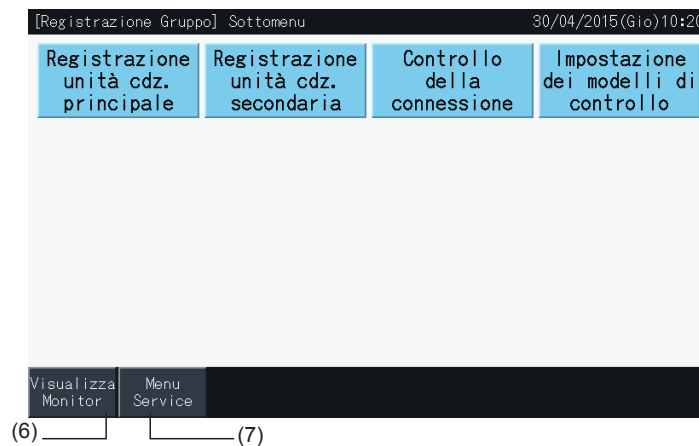 [Registrazione Gruppo] Sottomenu 30/04/2015(Gio)10:20
Registrazione unità cdz. principale
Registrazione unità cdz. secondaria
Controllo della connessione
Impostazione dei modelli di controllo
Visualizza Monitor
Menu Service
(6) (7)